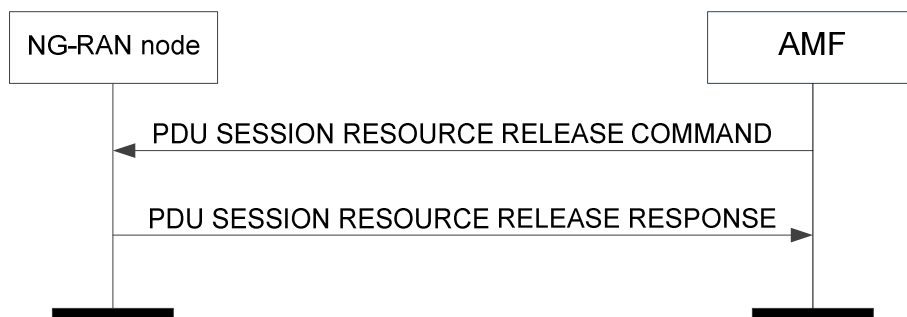 NG-RAN node
AMF
PDU SESSION RESOURCE RELEASE COMMAND
PDU SESSION RESOURCE RELEASE RESPONSE